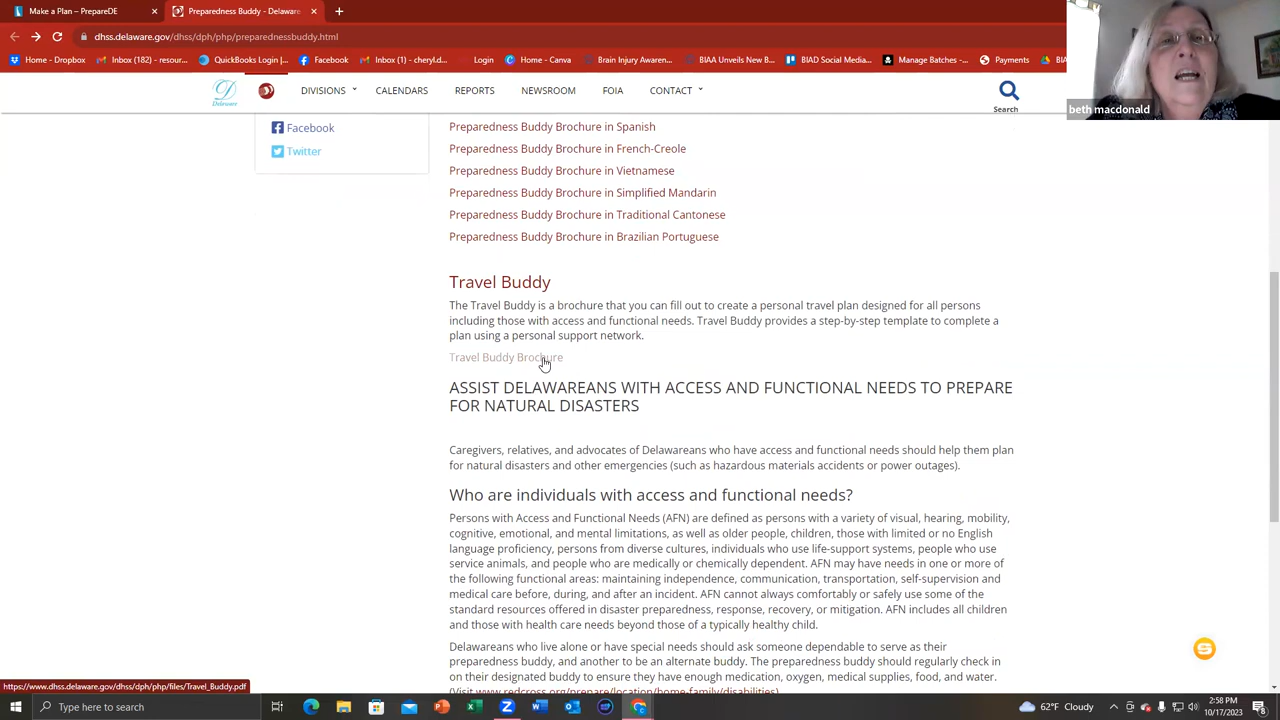 Make a Plan – PrepareDE
Preparedness Buddy - Delaware
dhss.delaware.gov/dhss/dph/php/preparednessbuddy.html
Home - Dropbox
Inbox (182) - resour...
QuickBooks Login |...
Facebook
Inbox (1) - cheryl.d...
Login
Home - Canva
Brain Injury Awaren...
BIAA Unveils New B...
BIAD Social Media...
Manage Batches -...
Payments
BIA
beth macdonald
Delaware
DIVISIONS
CALENDARS
REPORTS
NEWSROOM
FOIA
CONTACT
Search
Facebook
Twitter
Preparedness Buddy Brochure in Spanish
Preparedness Buddy Brochure in French-Creole
Preparedness Buddy Brochure in Vietnamese
Preparedness Buddy Brochure in Simplified Mandarin
Preparedness Buddy Brochure in Traditional Cantonese
Preparedness Buddy Brochure in Brazilian Portuguese
Travel Buddy
The Travel Buddy is a brochure that you can fill out to create a personal travel plan designed for all persons
including those with access and functional needs. Travel Buddy provides a step-by-step template to complete a
plan using a personal support network.
Travel Buddy Brochure
ASSIST DELAWAREANS WITH ACCESS AND FUNCTIONAL NEEDS TO PREPARE
FOR NATURAL DISASTERS
Caregivers, relatives, and advocates of Delawareans who have access and functional needs should help them plan
for natural disasters and other emergencies (such as hazardous materials accidents or power outages).
Who are individuals with access and functional needs?
Persons with Access and Functional Needs (AFN) are defined as persons with a variety of visual, hearing, mobility,
cognitive, emotional, and mental limitations, as well as older people, children, those with limited or no English
language proficiency, persons from diverse cultures, individuals who use life-support systems, people who use
service animals, and people who are medically or chemically dependent. AFN may have needs in one or more of
the following functional areas: maintaining independence, communication, transportation, self-supervision and
medical care before, during, and after an incident. AFN cannot always comfortably or safely use some of the
standard resources offered in disaster preparedness, response, recovery, or mitigation. AFN includes all children
and those with health care needs beyond those of a typically healthy child.
Delawareans who live alone or have special needs should ask someone dependable to serve as their
preparedness buddy, and another to be an alternate buddy. The preparedness buddy should regularly check in
on their designated buddy to ensure they have enough medication, oxygen, medical supplies, food, and water.
(Visit www.redcross.org/prepare/location/home-family/disabilities)
https://www.dhss.delaware.gov/dhss/dph/php/files/Travel_Buddy.pdf
Type here to search
62°F Cloudy
2:58 PM
10/17/2023